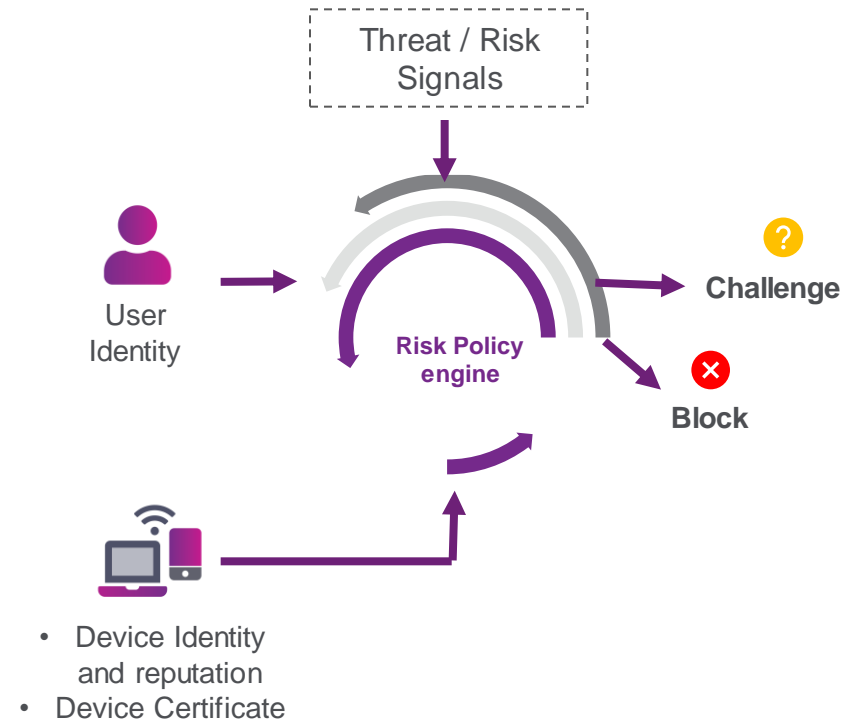 Threat / Risk
Signals
User
Identity
Risk Policy
engine
?
Challenge
Block
• Device Identity
and reputation
• Device Certificate